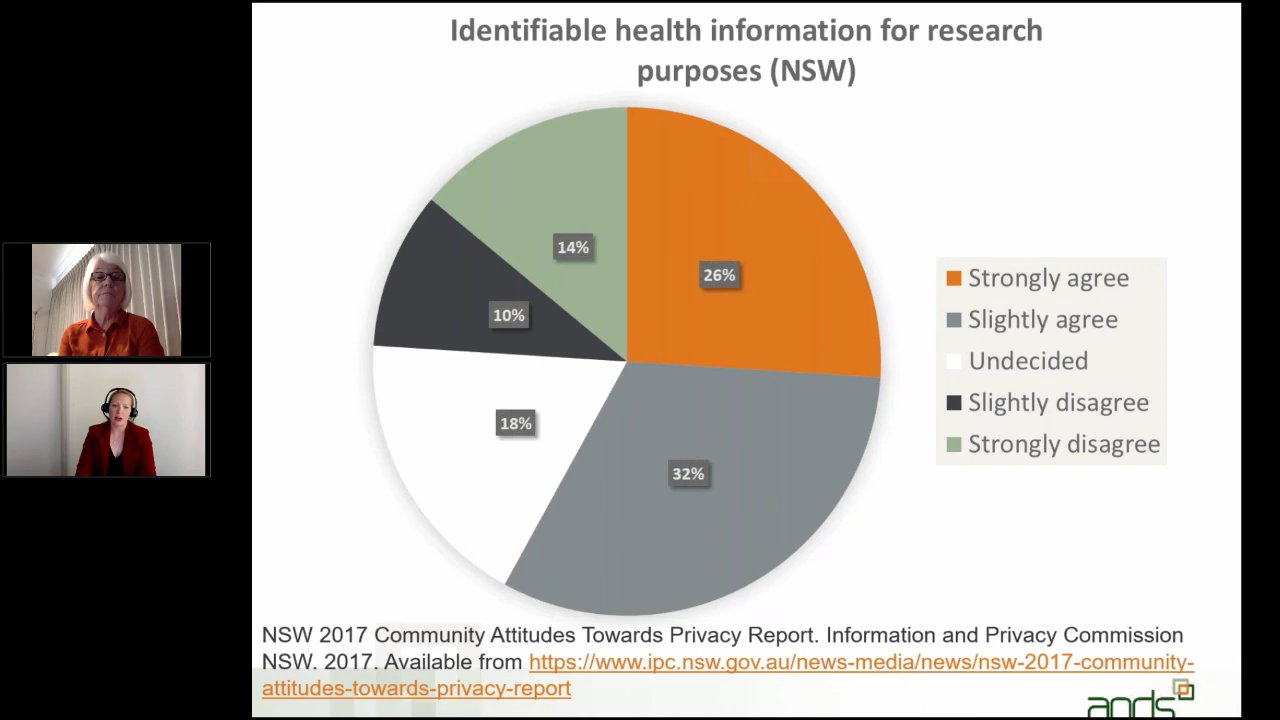 Identifiable health information for research
purposes (NSW)
14%
26%
10%
18%
32%
Strongly agree
Slightly agree
Undecided
Slightly disagree
Strongly disagree
NSW 2017 Community Attitudes Towards Privacy Report. Information and Privacy Commission
NSW. 2017. Available from https://www.ipc.nsw.gov.au/news-media/news/nsw-2017-community-
attitudes-towards-privacy-report
ands